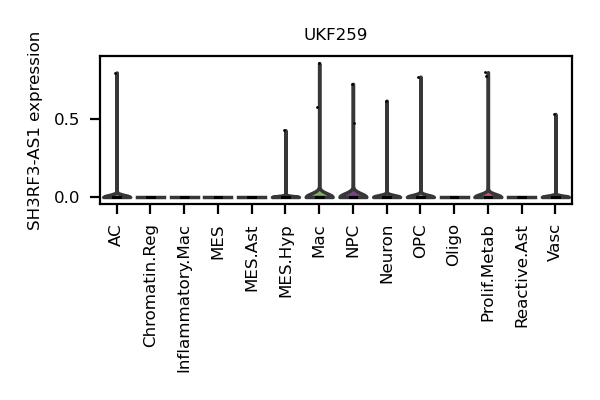 UKF259
SH3RF3-AS1 expression
0.5
0.0
AC
Chromatin.Reg
Inflammatory.Mac
MES
MES.Ast
MES.Hyp
Mac
NPC
Neuron
OPC
Oligo
Prolif.Metab
Reactive.Ast
Vasc